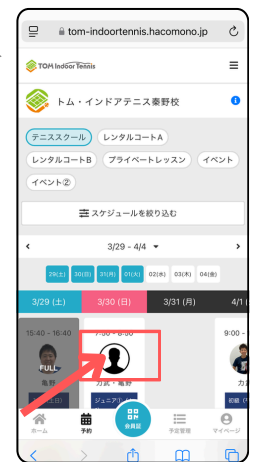 tom-indoortennis.hacomono.jp
TOM Indoor Tennis
トム・インドアテニス秦野校
テニススクール レンタルコートA
レンタルコートB プライベートレッスン イベント
イベント②
スケジュールを絞り込む
3/29 - 4/4
29(土) 30(日) 31(月) 01(火) 02(水) 03(木) 04(金)
3/29 (土) 3/30 (日) 3/31 (月) 4/1 (
15:40 - 16:40 7:50 - 8:50 9:00 -
FULL
亀野 力武・亀野
ジュニア
初級
ホーム 予約 会員証 予定管理 マイページ